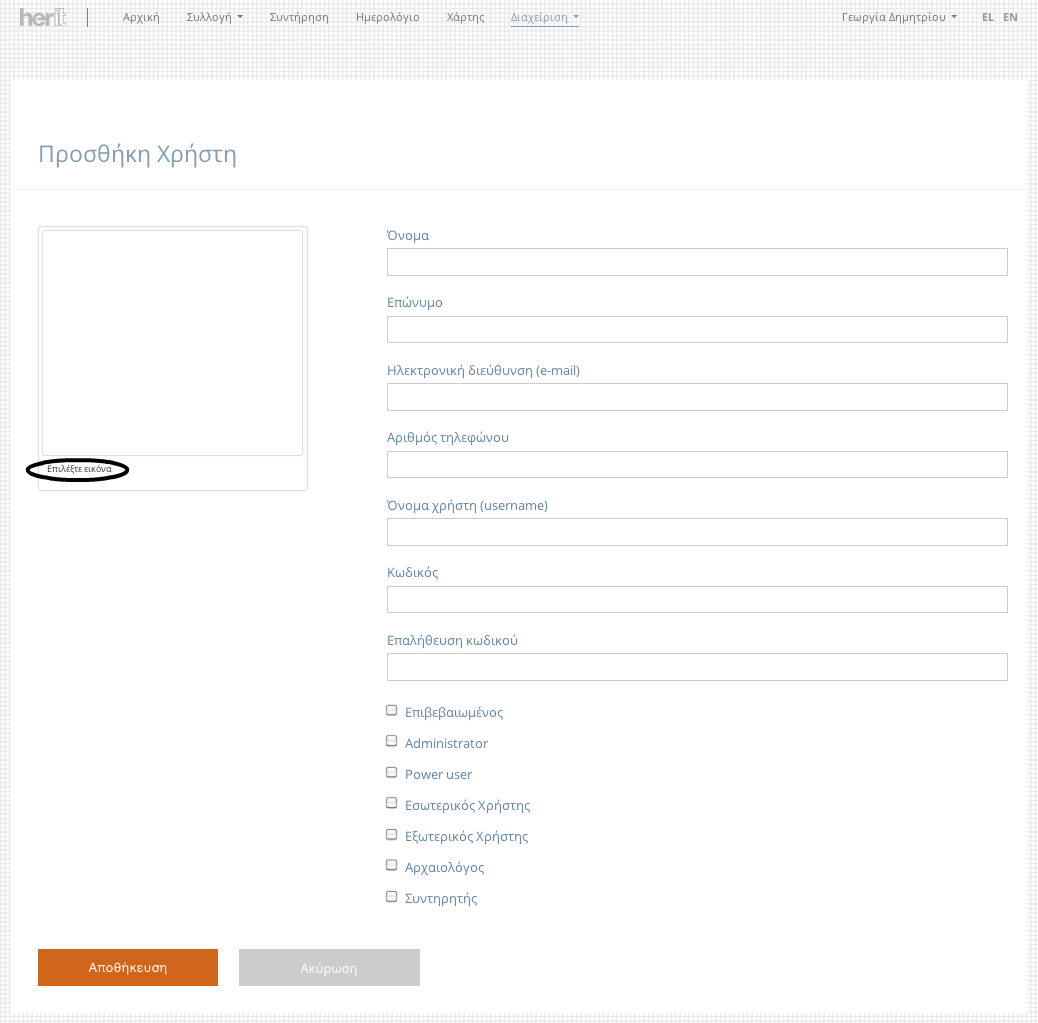 herit
Αρχική Συλλογή Συντήρηση Ημερολόγιο Χάρτης Διαχείριση Γεωργία Δημητρίου EL EN
Προσθήκη Χρήστη
Επιλέξτε εικόνα
Όνομα
Επώνυμο
Ηλεκτρονική διεύθυνση (e-mail)
Αριθμός τηλεφώνου
Όνομα χρήστη (username)
Κωδικός
Επαλήθευση κωδικού
Επιβεβαιωμένος
Administrator
Power user
Εσωτερικός Χρήστης
Εξωτερικός Χρήστης
Αρχαιολόγος
Συντηρητής
Αποθήκευση Ακύρωση